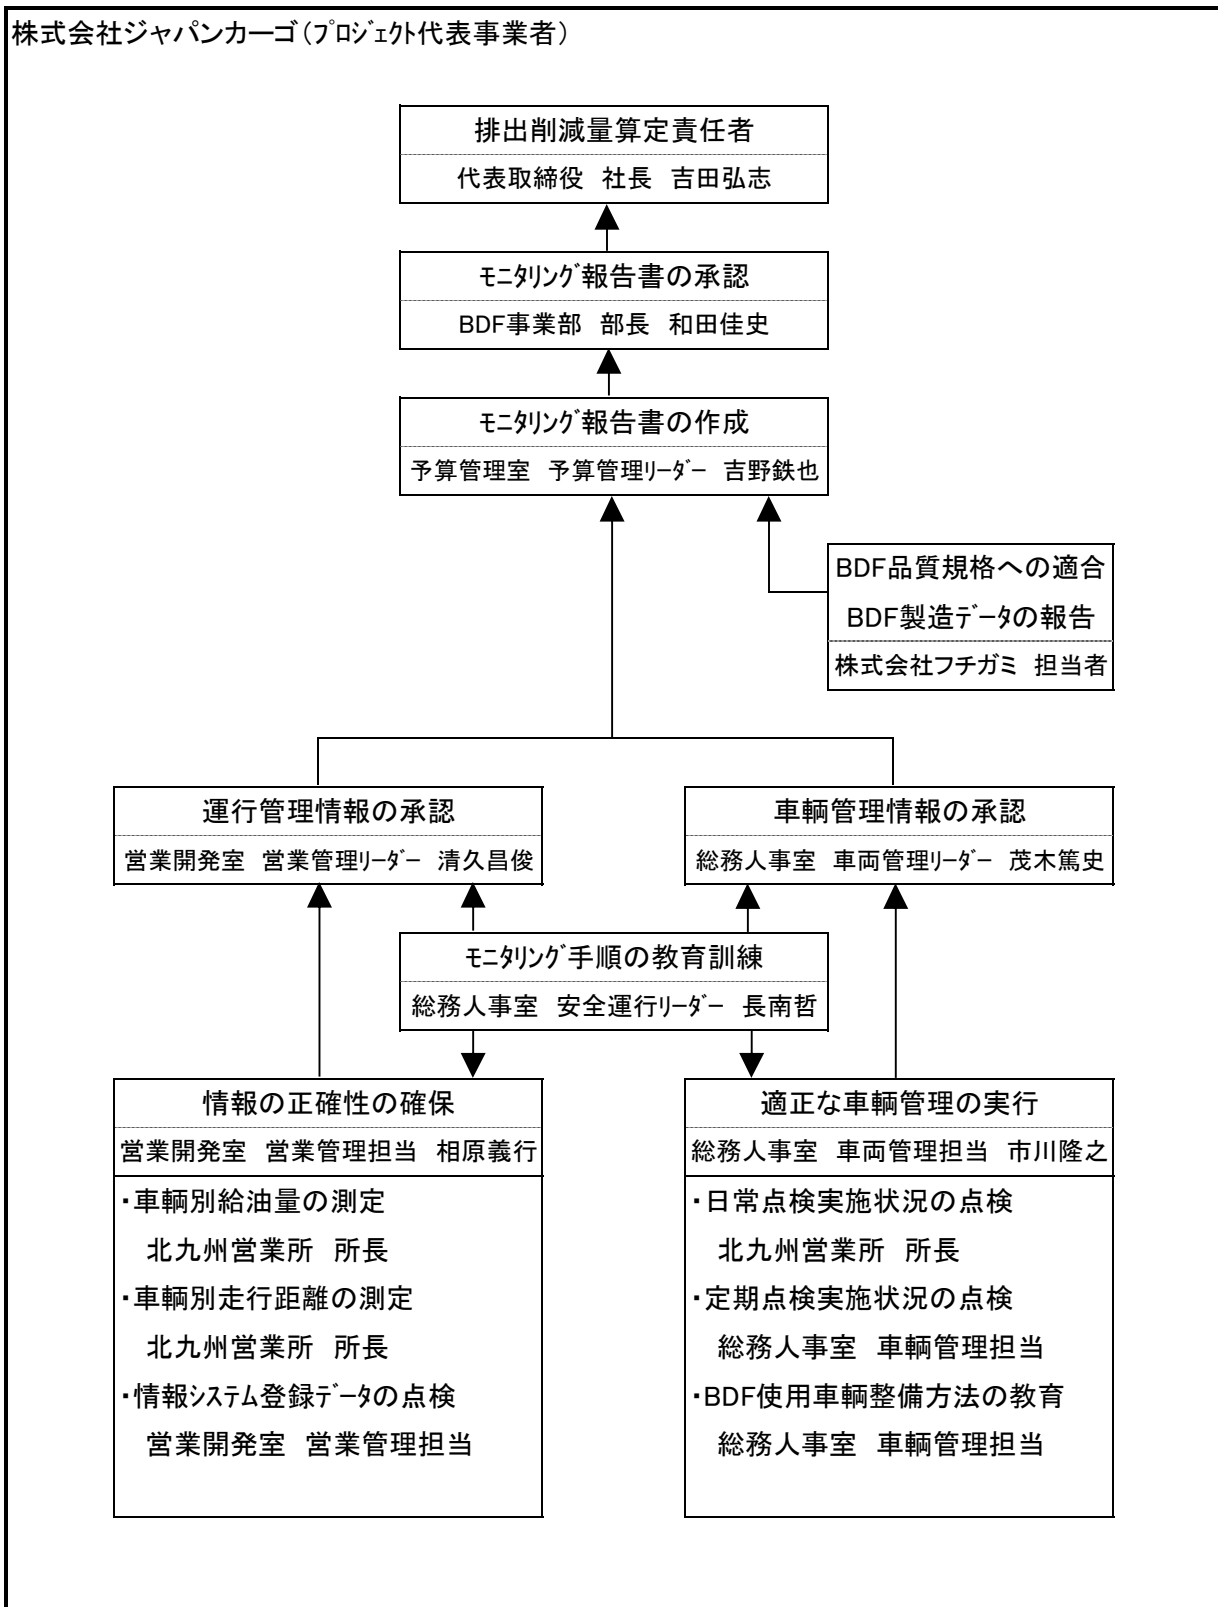 株式会社ジャパンカーゴ(ﾌﾟﾛｼﾞｪｸﾄ代表事業者)
排出削減量算定責任者
代表取締役 社長 吉田弘志
ﾓﾆﾀﾘﾝｸﾞ報告書の承認
BDF事業部 部長 和田佳史
ﾓﾆﾀﾘﾝｸﾞ報告書の作成
予算管理室 予算管理ﾘｰﾀﾞｰ 吉野鉄也
BDF品質規格への適合
BDF製造ﾃﾞｰﾀの報告
株式会社フチガミ 担当者
運行管理情報の承認
営業開発室 営業管理ﾘｰﾀﾞｰ 清久昌俊
車輌管理情報の承認
総務人事室 車両管理ﾘｰﾀﾞｰ 茂木篤史
ﾓﾆﾀﾘﾝｸﾞ手順の教育訓練
総務人事室 安全運行ﾘｰﾀﾞｰ 長南哲
情報の正確性の確保
営業開発室 営業管理担当 相原義行
・車輌別給油量の測定
北九州営業所 所長
・車輌別走行距離の測定
北九州営業所 所長
・情報ｼｽﾃﾑ登録ﾃﾞｰﾀの点検
営業開発室 営業管理担当
適正な車輌管理の実行
総務人事室 車両管理担当 市川隆之
・日常点検実施状況の点検
北九州営業所 所長
・定期点検実施状況の点検
総務人事室 車輌管理担当
・BDF使用車輌整備方法の教育
総務人事室 車輌管理担当